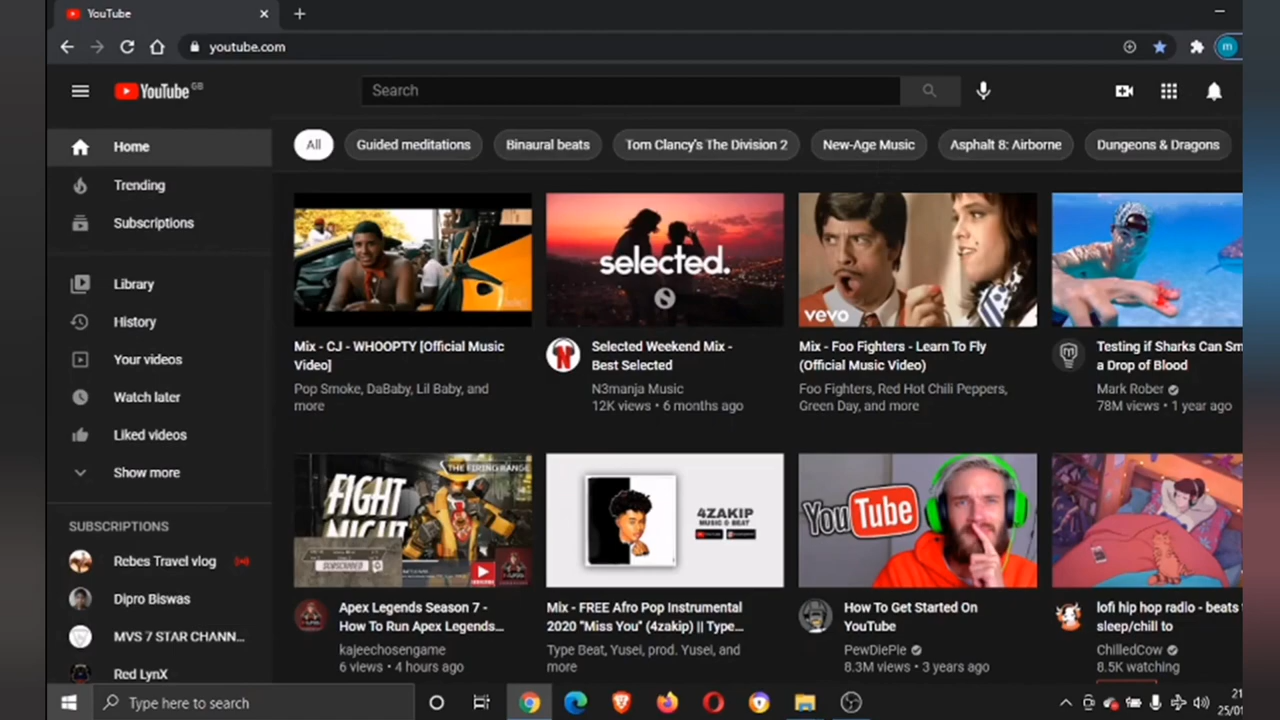 YouTube
youtube.com
m
YouTube GB
Search
Home
Trending
Subscriptions
Library
History
Your videos
Watch later
Liked videos
Show more
SUBSCRIPTIONS
Rebes Travel vlog
Dipro Biswas
MVS 7 STAR CHANN...
Red LynX
All
Guided meditations
Binaural beats
Tom Clancy's The Division 2
New-Age Music
Asphalt 8: Airborne
Dungeons & Dragons
Mix - CJ - WHOOPTY [Official Music
Video]
Pop Smoke, DaBaby, Lil Baby, and
more
selected.
Selected Weekend Mix -
Best Selected
N3manja Music
12K views • 6 months ago
vevo
Mix - Foo Fighters - Learn To Fly
(Official Music Video)
Foo Fighters, Red Hot Chili Peppers,
Green Day, and more
Testing if Sharks Can Sm
a Drop of Blood
Mark Rober
78M views • 1 year ago
THE FIRING RANGE
FIGHT
NIGHT
SUBSCRIBED
Apex Legends Season 7 -
How To Run Apex Legends...
kajeechosengame
6 views • 4 hours ago
4ZAKIP
MUSIC & BEAT
Mix - FREE Afro Pop Instrumental
2020 "Miss You" (4zakip) || Type...
Type Beat, Yusei, prod. Yusei, and
more
YouTube
How To Get Started On
YouTube
PewDiePie
8.3M views • 3 years ago
lofi hip hop radio - beats
sleep/chill to
ChilledCow
8.5K watching
Type here to search
21
25/01